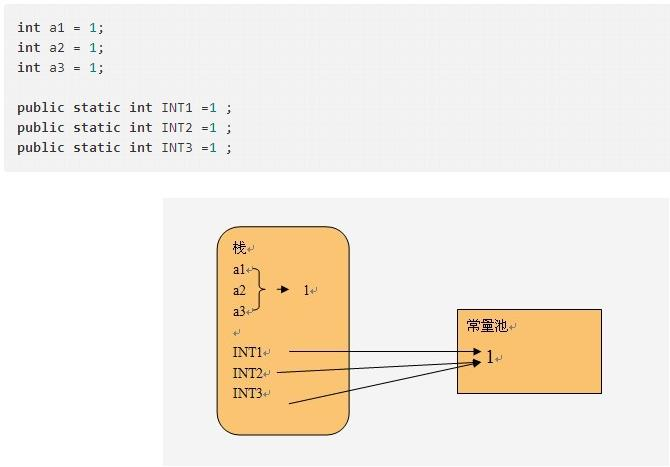 int a1 = 1;
int a2 = 1;
int a3 = 1;
public static int INT1 =1 ;
public static int INT2 =1 ;
public static int INT3 =1 ;
栈↵
a1↵
a2 1↵
a3↵
↵
INT1↵
INT2↵
INT3↵
常量池↵
1↵